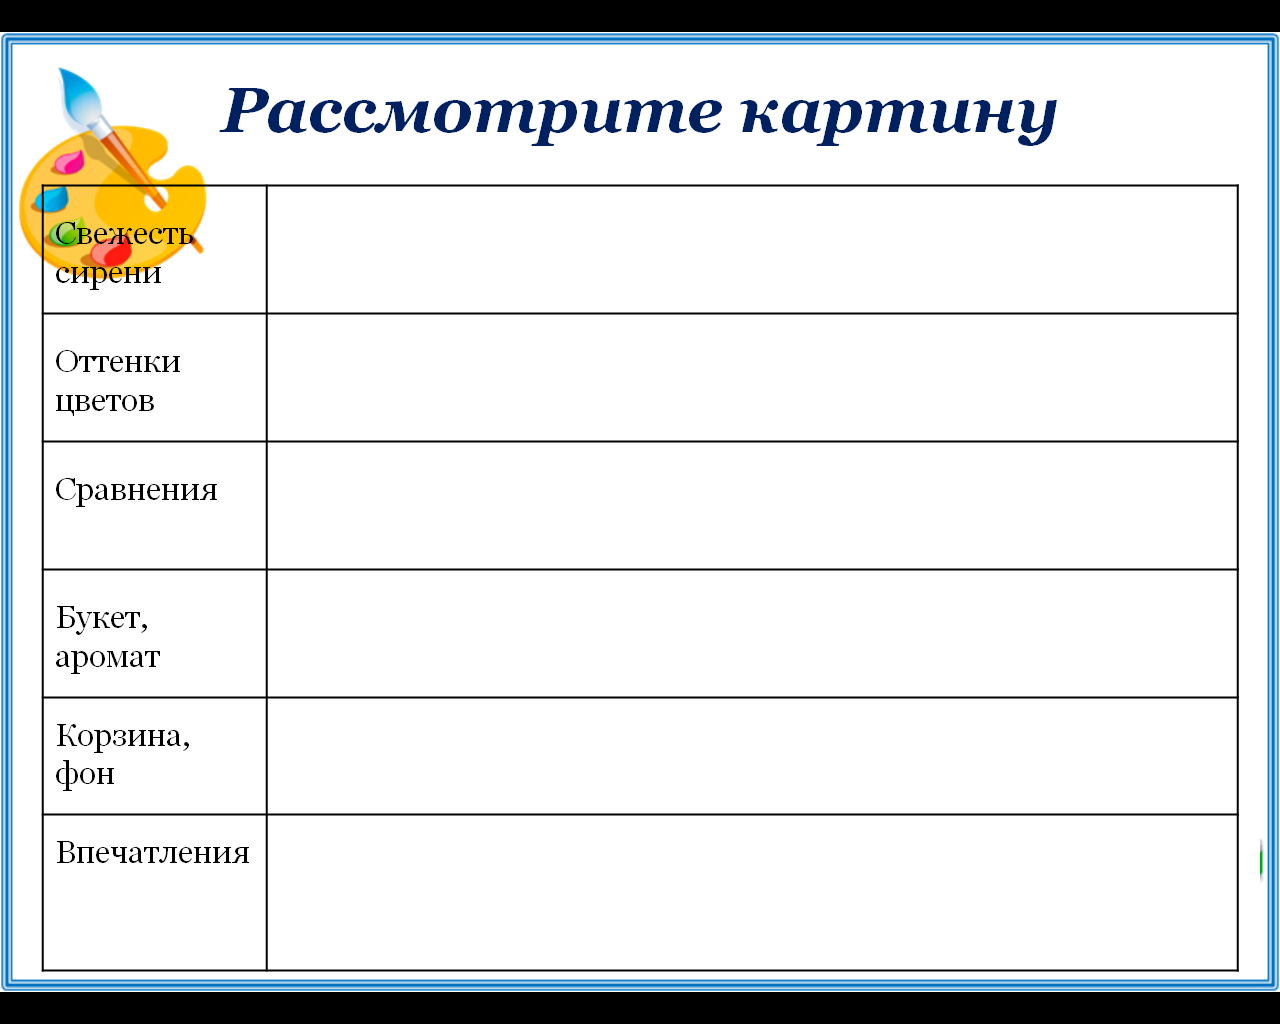 Рассмотрите картину
Свежесть
сирени
Оттенки
цветов
Сравнения
Букет,
аромат
Корзина,
фон
Впечатления